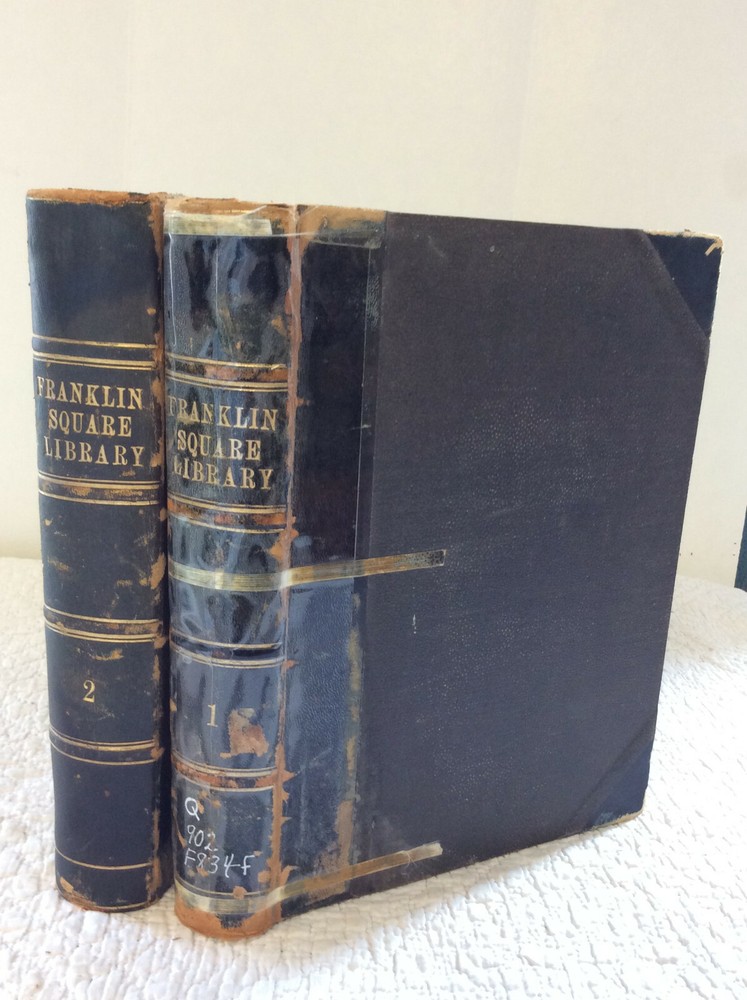 FRANKLIN
SQUARE
LIBRARY
2
FRANKLIN
SQUARE
LIBRARY
1
Q
902
F834f